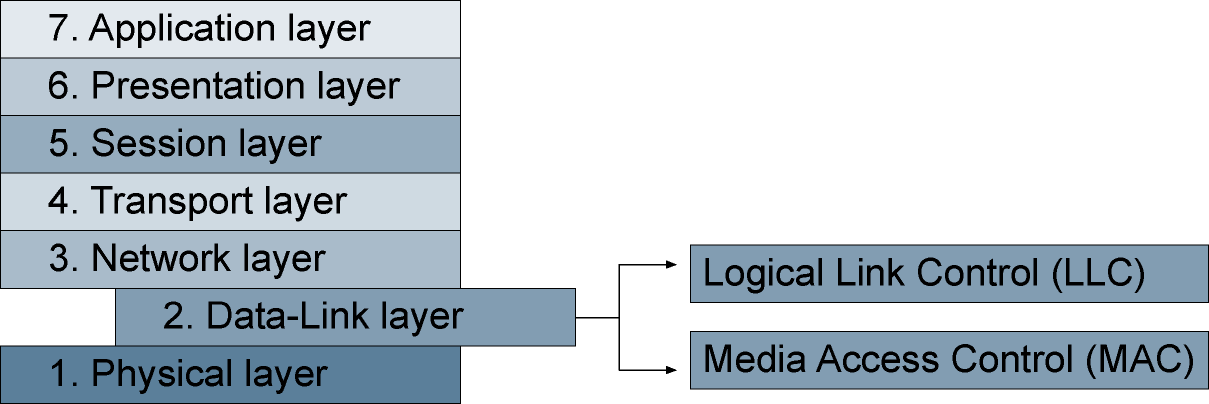 7. Application layer
6. Presentation layer
5. Session layer
4. Transport layer
3. Network layer
2. Data-Link layer
1. Physical layer
Logical Link Control (LLC)
Media Access Control (MAC)